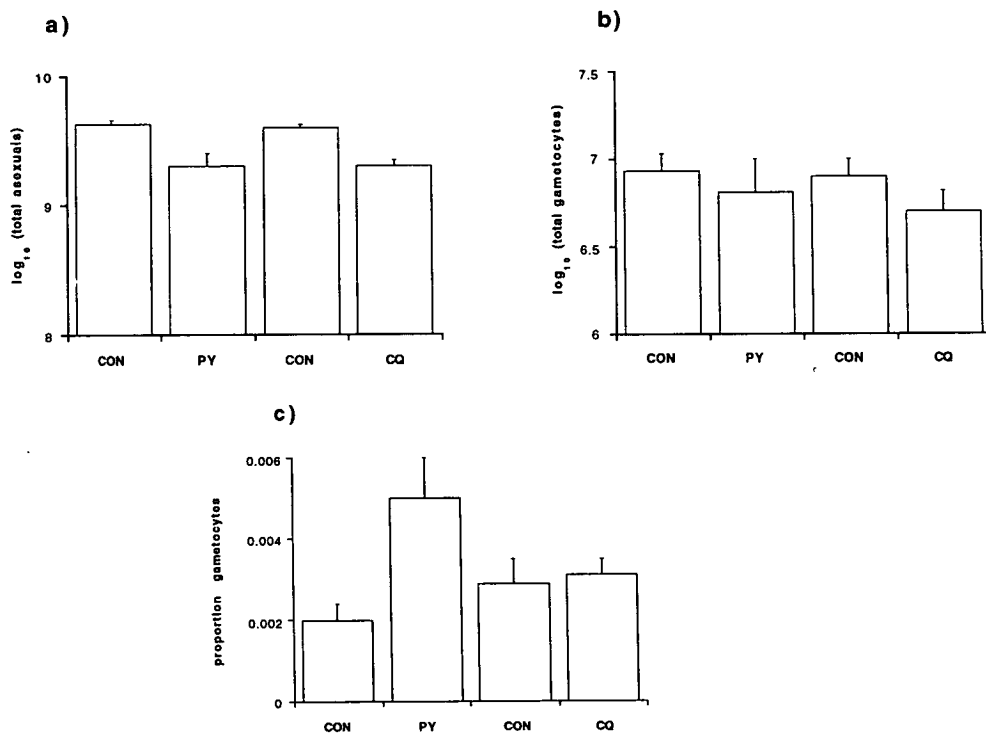 a)
10
9
8
log₁₀ (total asexuals)
CON PY CON CQ
b)
7.5
7
6.5
6
log₁₀ (total gametocytes)
CON PY CON CQ
c)
0.006
0.004
0.002
0
proportion gametocytes
CON PY CON CQ